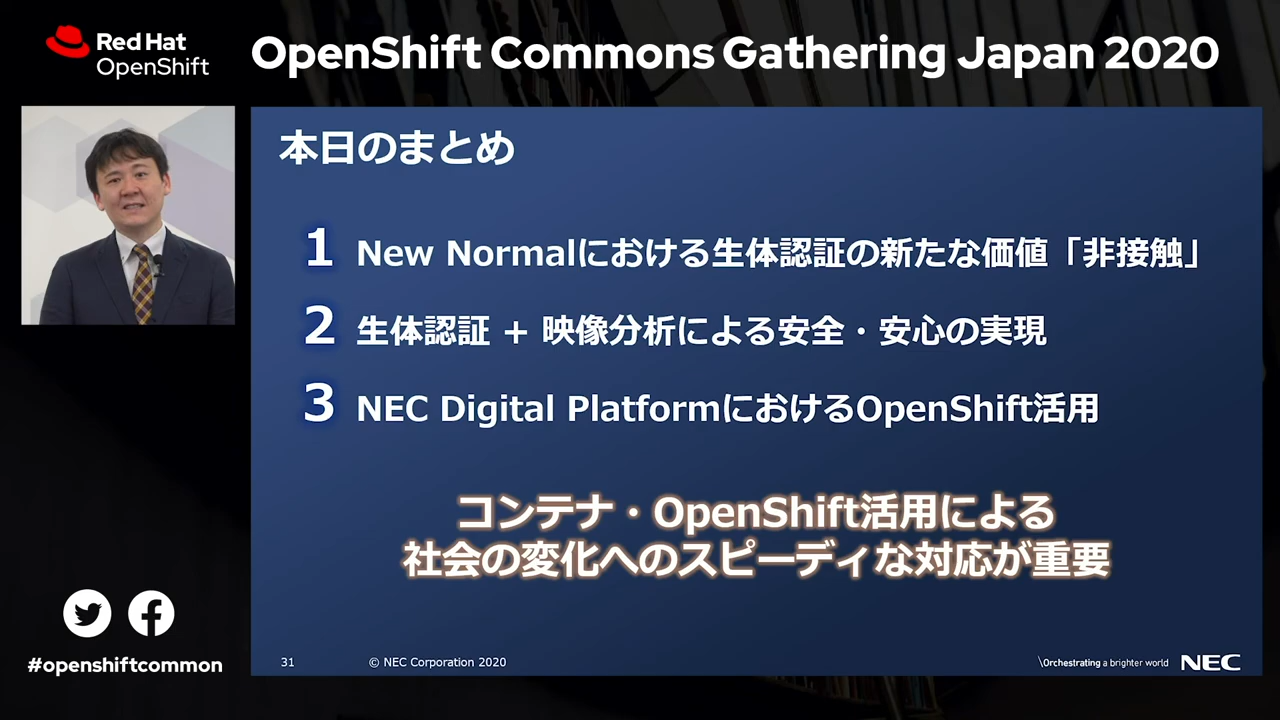 Red Hat
OpenShift
OpenShift Commons Gathering Japan 2020
本日のまとめ
1 New Normalにおける生体認証の新たな価値「非接触」
2 生体認証 + 映像分析による安全・安心の実現
3 NEC Digital PlatformにおけるOpenShift活用
コンテナ・OpenShift活用による
社会の変化へのスピーディな対応が重要
#openshiftcommon
31
© NEC Corporation 2020
\Orchestrating a brighter world
NEC